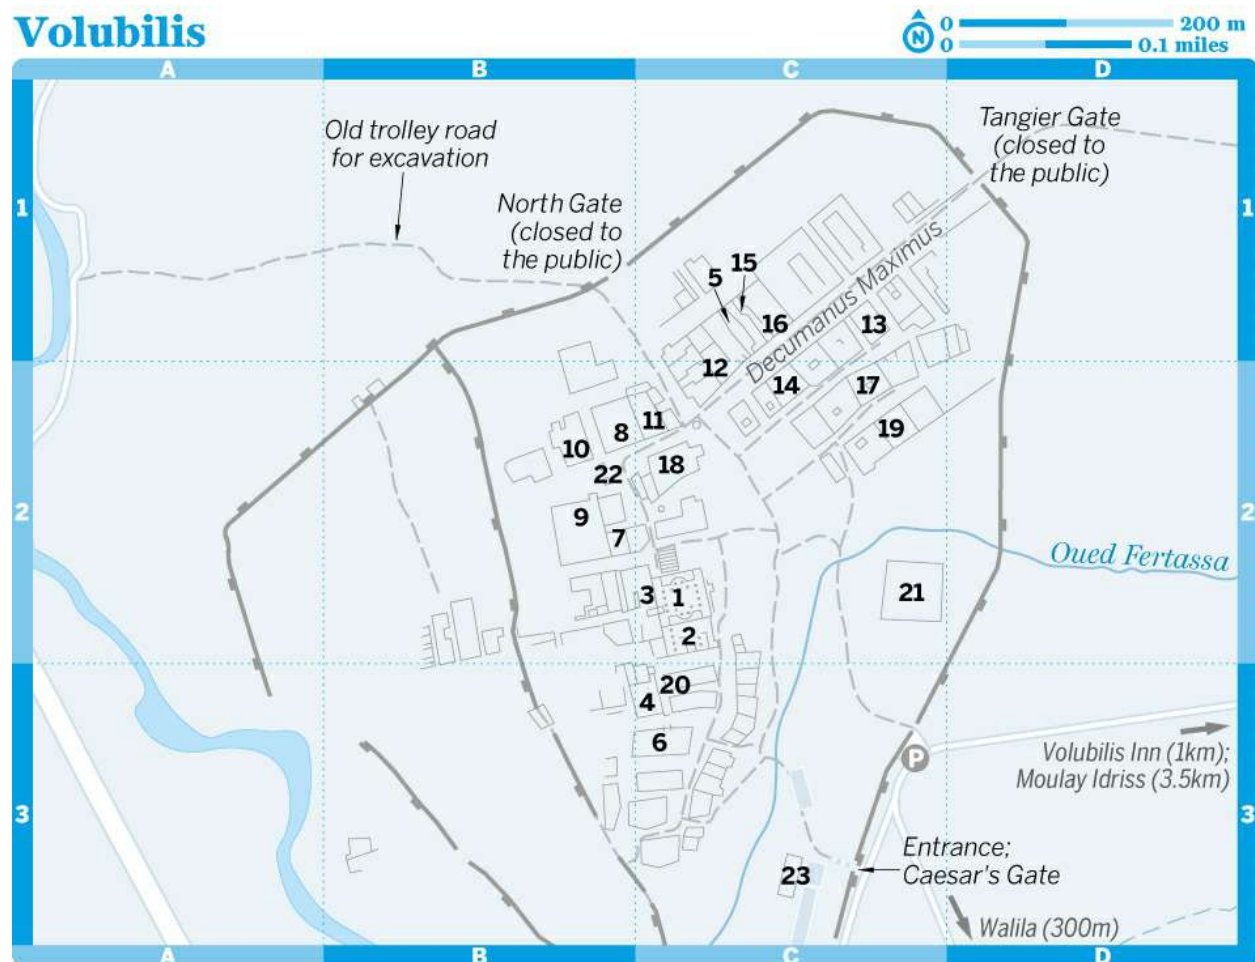 Volubilis
N
0 200 m
0 0.1 miles
A B C D
Old trolley road
for excavation
Tangier Gate
(closed to
the public)
1 1
North Gate
(closed to
the public)
Decumanus Maximus
15
5
16
13
12
14
17
11
8
19
10
18
22
2 2
9
7
Oued Fertassa
3
1
21
2
20
4
6
P
Volubilis Inn (1km);
Moulay Idriss (3.5km)
3 3
Entrance;
Caesar's Gate
23
Walila (300m)
A B C D